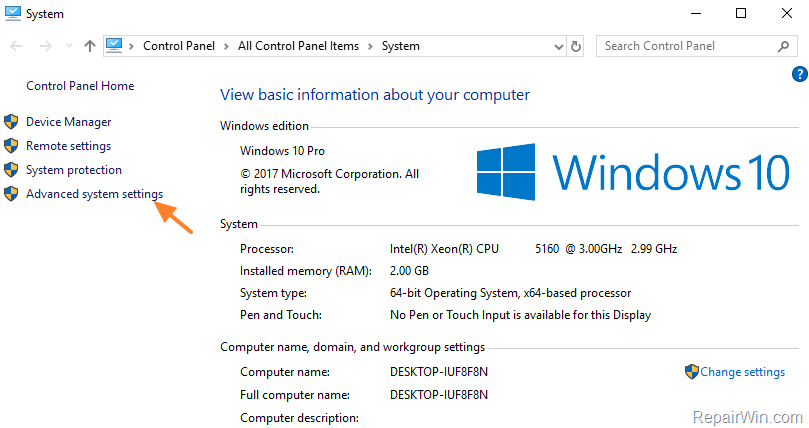 System
Control Panel > All Control Panel Items > System
Search Control Panel
Control Panel Home
Device Manager
Remote settings
System protection
Advanced system settings
?
View basic information about your computer
Windows edition
Windows 10 Pro
© 2017 Microsoft Corporation. All
rights reserved.
Windows 10
System
Processor: Intel(R) Xeon(R) CPU 5160 @ 3.00GHz 2.99 GHz
Installed memory (RAM): 2.00 GB
System type: 64-bit Operating System, x64-based processor
Pen and Touch: No Pen or Touch Input is available for this Display
Computer name, domain, and workgroup settings
Computer name: DESKTOP-IUF8F8N
Change settings
Full computer name: DESKTOP-IUF8F8N
Computer description:
RepairWin.com